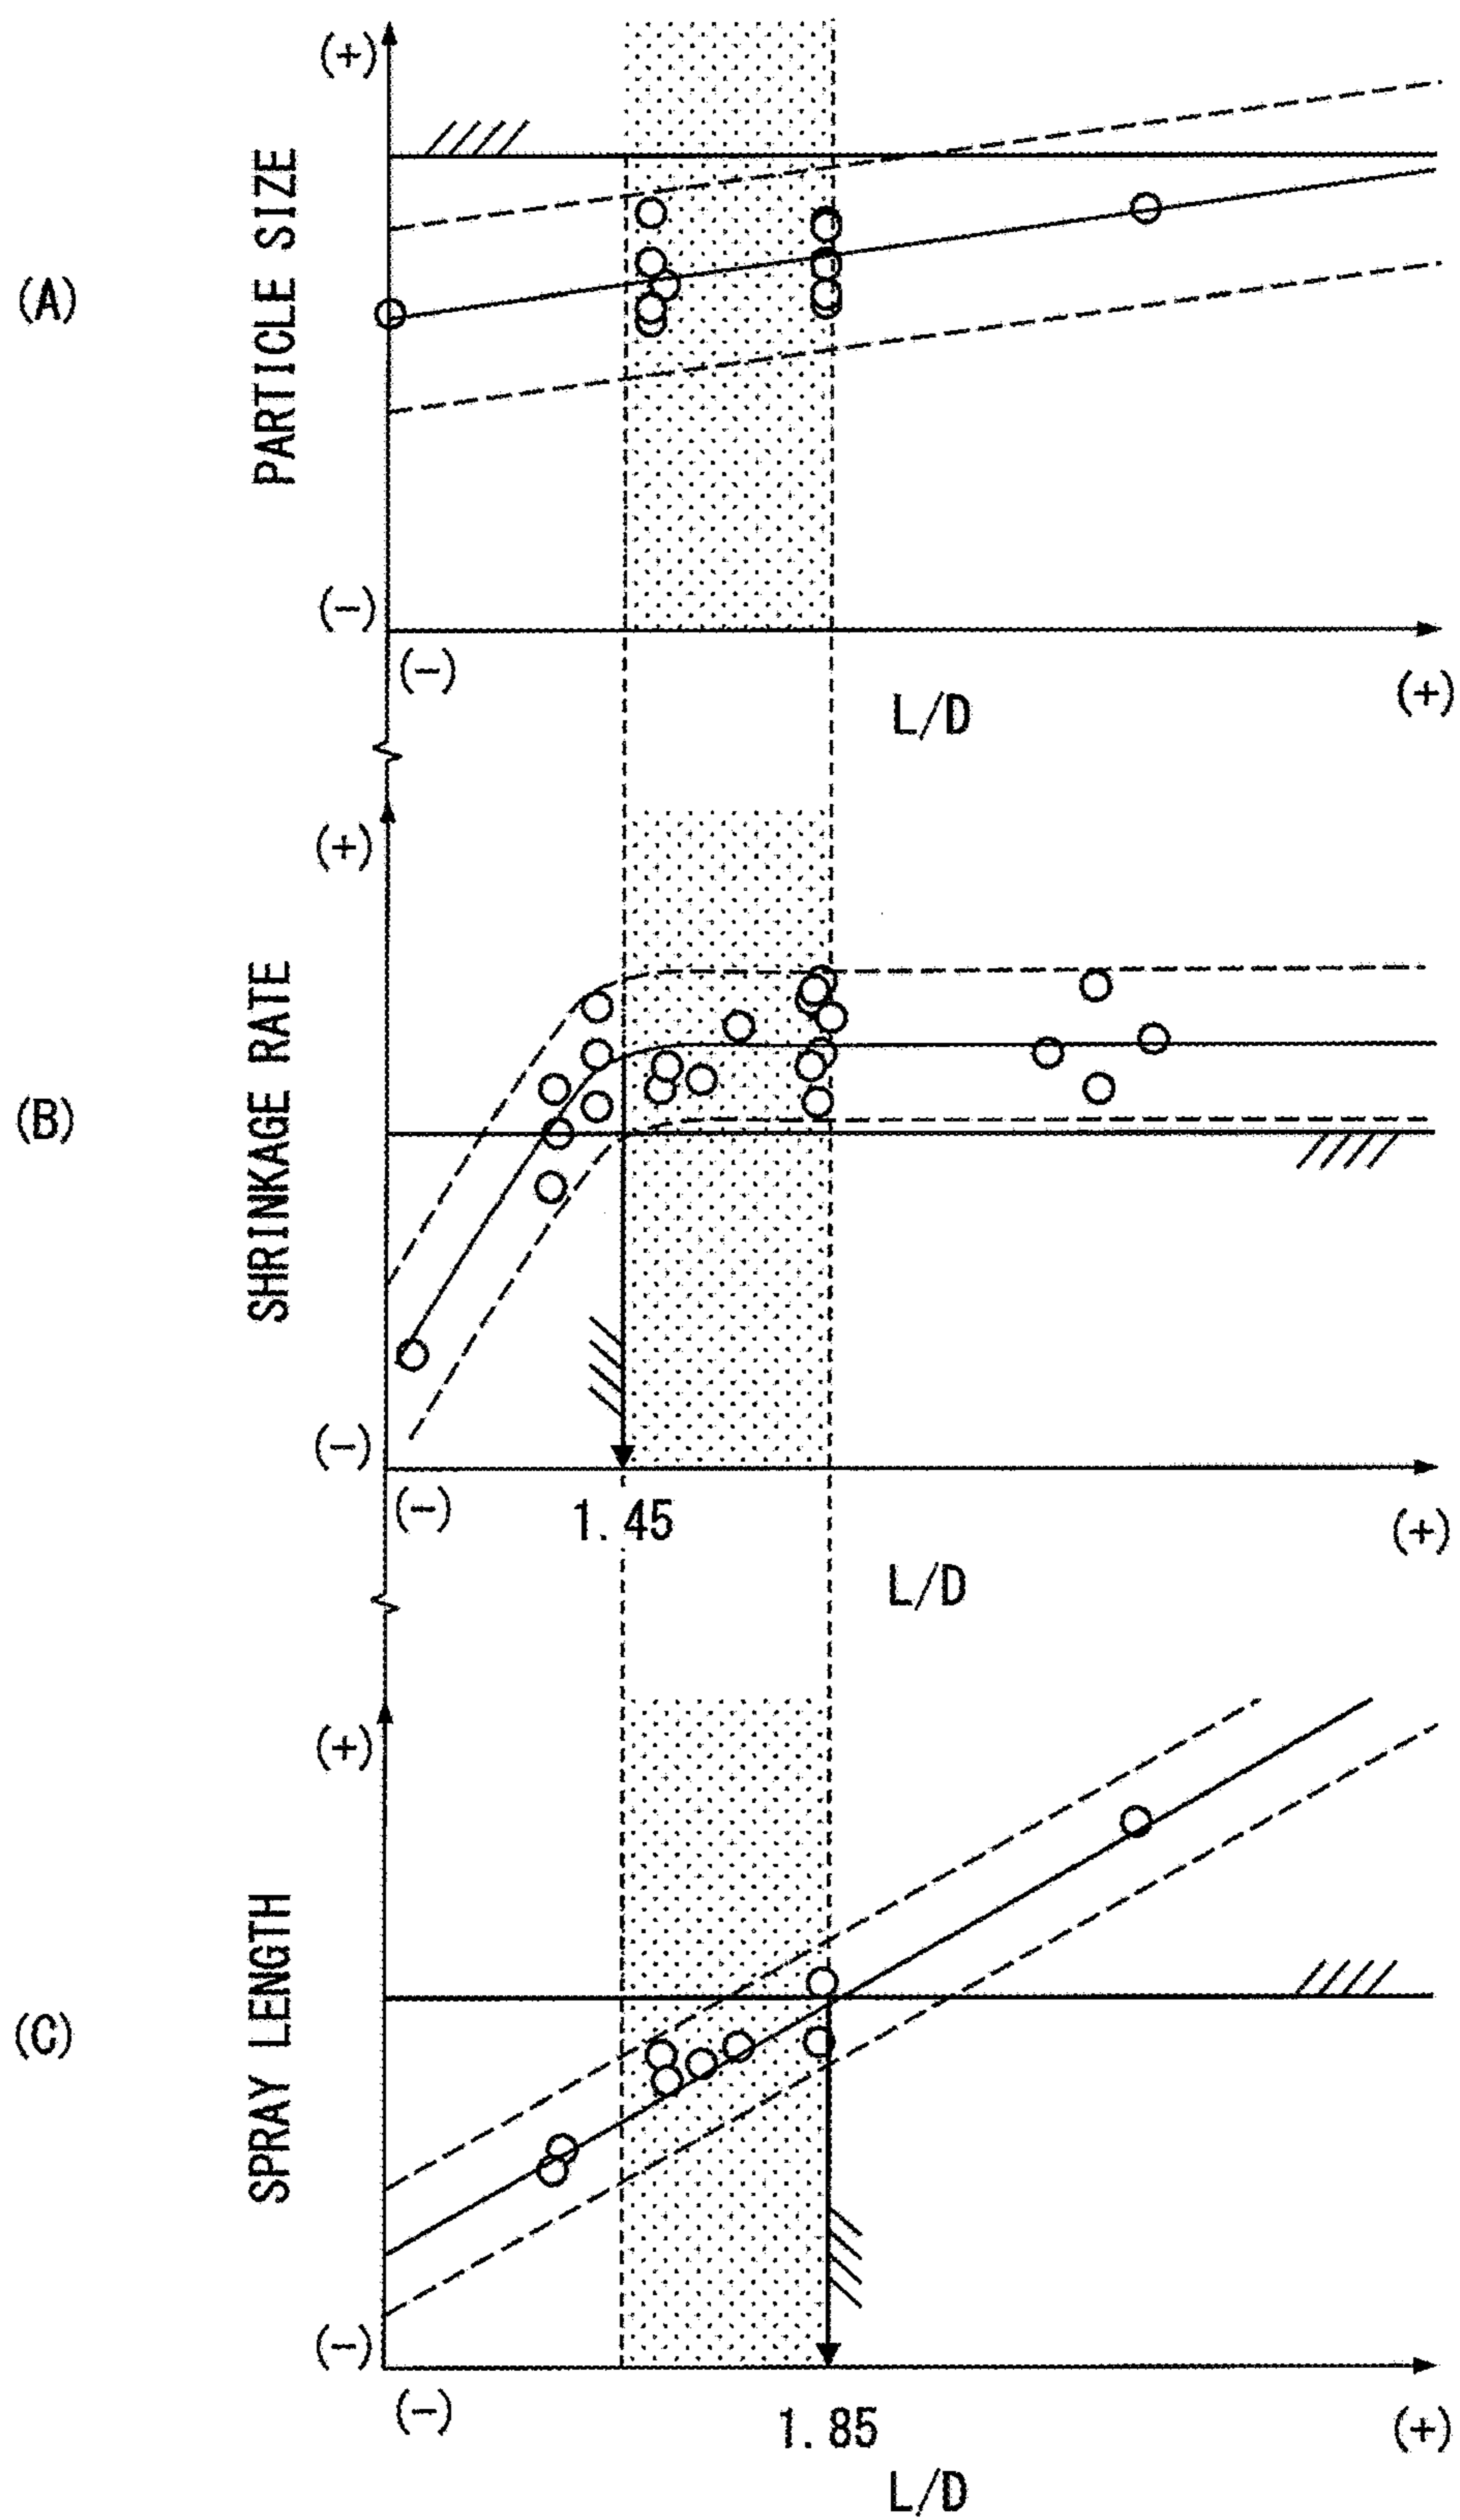 (A)
PARTICLE SIZE
(+)
(-)
(-)
L/D
(+)
(B)
SHRINKAGE RATE
(+)
(-)
(-)
1.45
L/D
(+)
(C)
SPRAY LENGTH
(+)
(-)
(-)
1.85
L/D
(+)